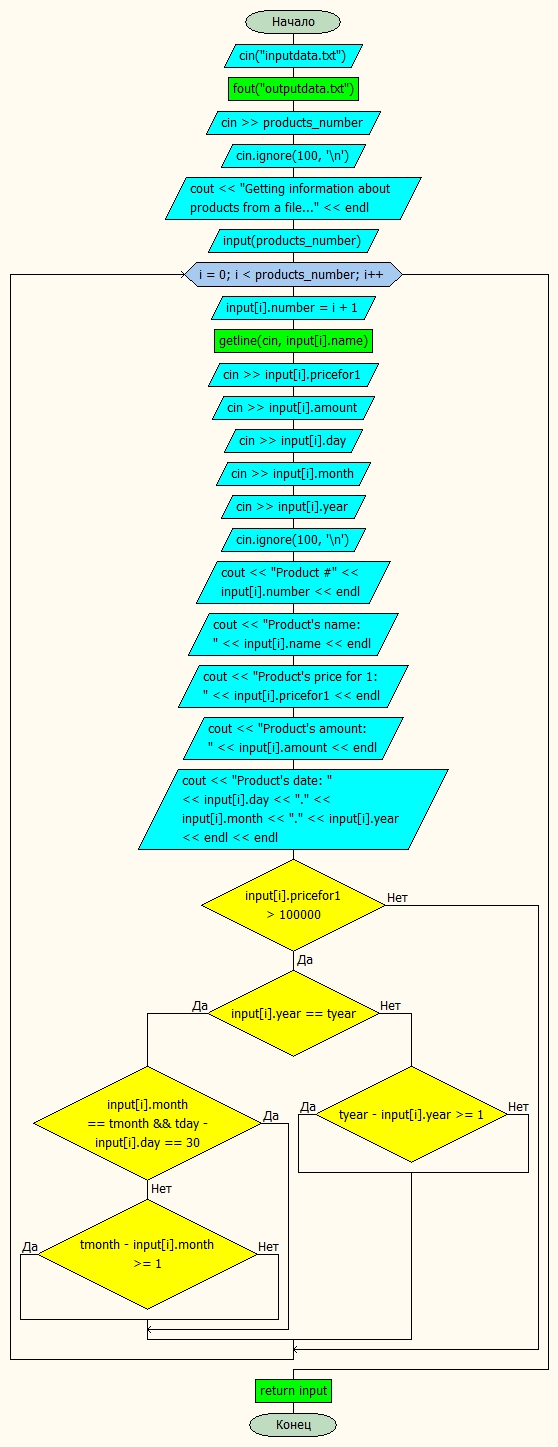 Начало
cin("inputdata.txt")
fout("outputdata.txt")
cin >> products_number
cin.ignore(100, '\n')
cout << "Getting information about
products from a file..." << endl
input(products_number)
i = 0; i < products_number; i++
input[i].number = i + 1
getline(cin, input[i].name)
cin >> input[i].pricefor1
cin >> input[i].amount
cin >> input[i].day
cin >> input[i].month
cin >> input[i].year
cin.ignore(100, '\n')
cout << "Product #" <<
input[i].number << endl
cout << "Product's name:
" << input[i].name << endl
cout << "Product's price for 1:
" << input[i].pricefor1 << endl
cout << "Product's amount:
" << input[i].amount << endl
cout << "Product's date: "
<< input[i].day << "." <<
input[i].month << "." << input[i].year
<< endl << endl
input[i].pricefor1
> 100000
Нет
Да
Да
input[i].year == tyear
Нет
input[i].month
== tmonth && tday -
input[i].day == 30
Да
Да
tyear - input[i].year >= 1
Нет
Нет
Да
tmonth - input[i].month
>= 1
Нет
return input
Конец